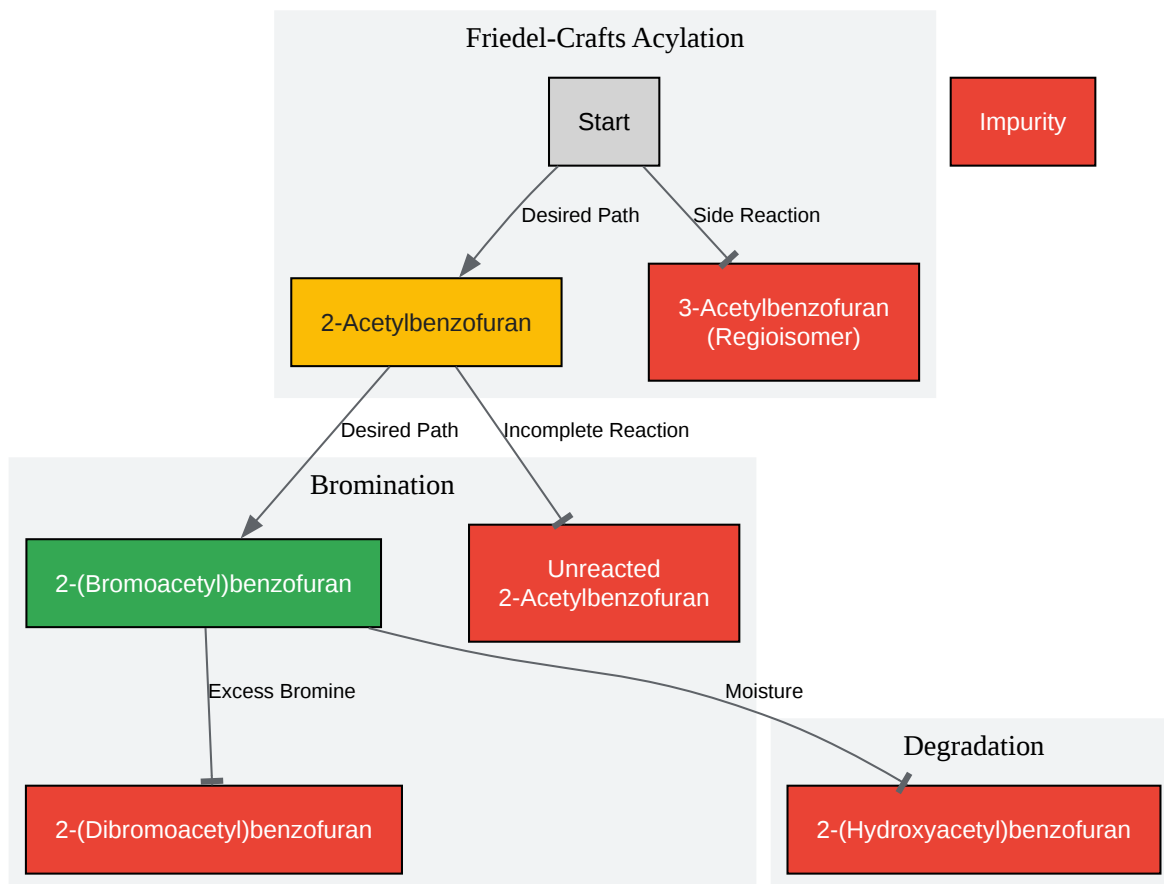 Friedel-Crafts Acylation
Start
Impurity
Desired Path
Side Reaction
2-Acetylbenzofuran
3-Acetylbenzofuran
(Regioisomer)
Desired Path
Incomplete Reaction
Bromination
2-(Bromoacetyl)benzofuran
Unreacted
2-Acetylbenzofuran
Excess Bromine
Moisture
Degradation
2-(Dibromoacetyl)benzofuran
2-(Hydroxyacetyl)benzofuran